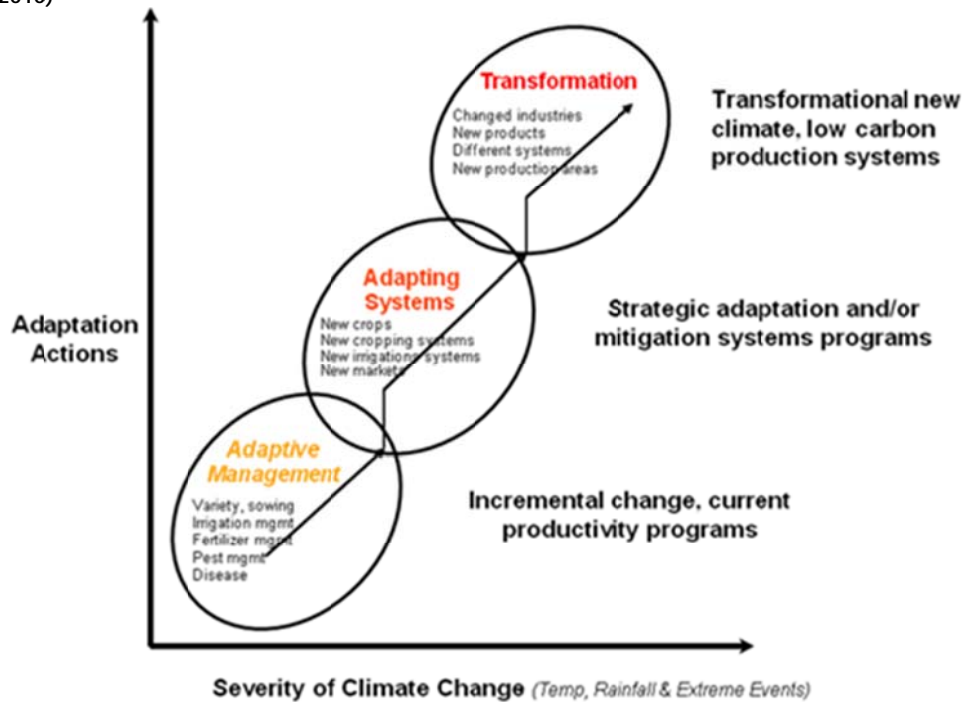 Transformation
Changed industries
New products
Different systems
New production areas
Transformational new
climate, low carbon
production systems
Adapting
Systems
New crops
New cropping systems
New irrigations systems
New markets
Strategic adaptation and/or
mitigation systems programs
Adaptation
Actions
Adaptive
Management
Variety, sowing
Irrigation mgmt
Fertilizer mgmt
Pest mgmt
Disease
Incremental change, current
productivity programs
Severity of Climate Change (Temp, Rainfall & Extreme Events)